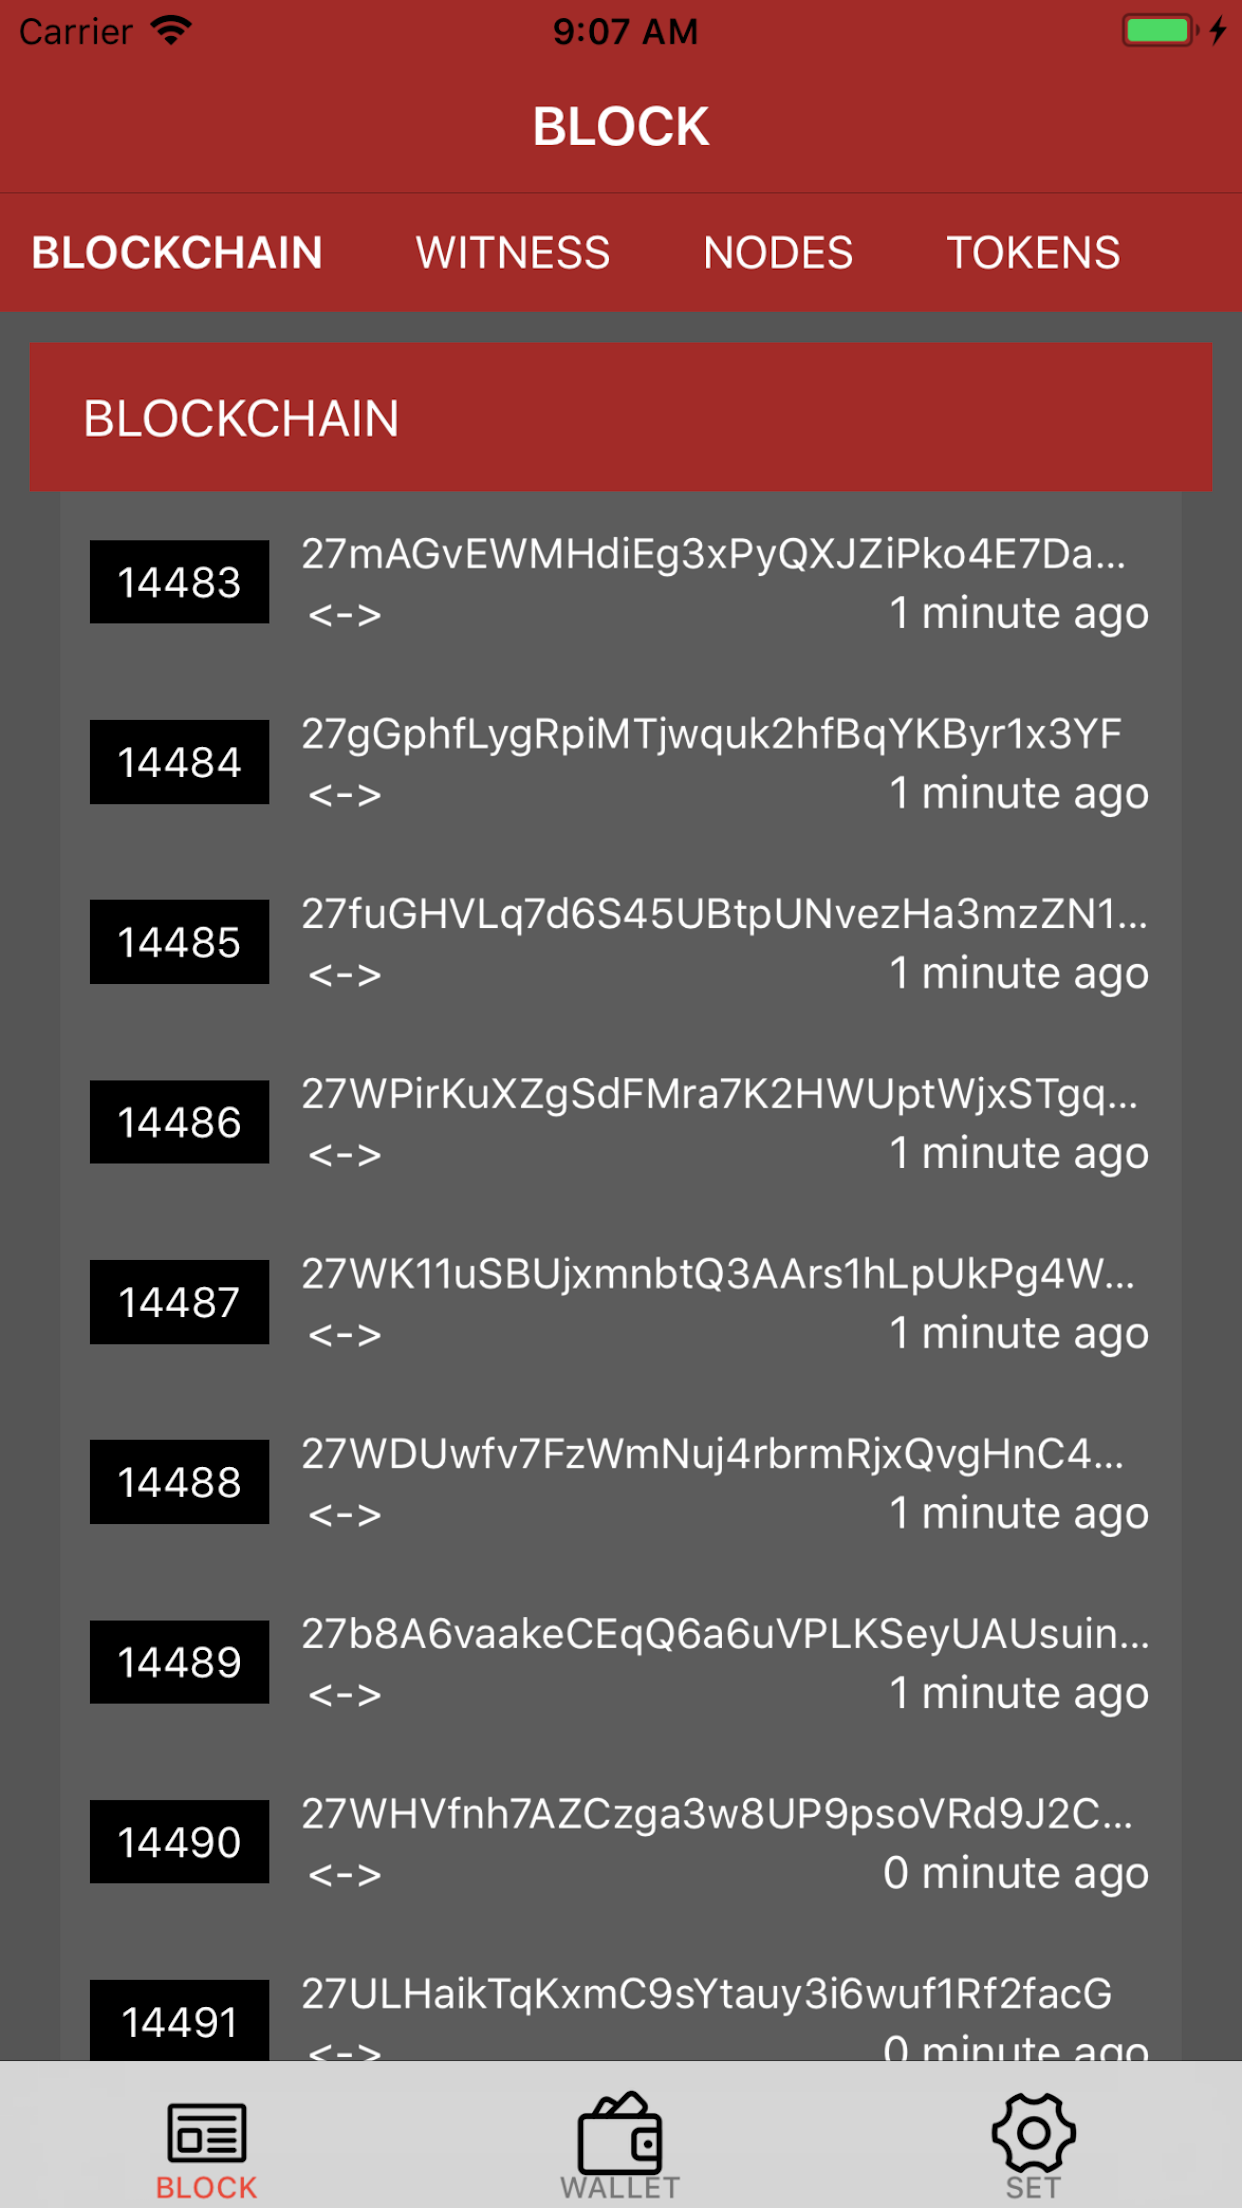 Carrier 9:07 AM
BLOCK
BLOCKCHAIN WITNESS NODES TOKENS
BLOCKCHAIN
14483 27mAGvEWMHdiEg3xPyQXJZiPko4E7Da...
<-> 1 minute ago
14484 27gGphfLygRpiMTjwquk2hfBqYKByr1x3YF
<-> 1 minute ago
14485 27fuGHVLq7d6S45UBtpUNvezHa3mzZN1...
<-> 1 minute ago
14486 27WPirKuXZgSdFMra7K2HWUptWjxSTgq...
<-> 1 minute ago
14487 27WK11uSBUjxmnbtQ3AArs1hLpUkPg4W...
<-> 1 minute ago
14488 27WDUwfv7FzWmNuj4rbrmRjxQvgHnC4...
<-> 1 minute ago
14489 27b8A6vaakeCEqQ6a6uVPLKSeyUAUsuin...
<-> 1 minute ago
14490 27WHVfnh7AZCzga3w8UP9psoVRd9J2C...
<-> 0 minute ago
14491 27ULHaikTqKxmC9sYtauy3i6wuf1Rf2facG
<-> 0 minute ago
BLOCK WALLET SET